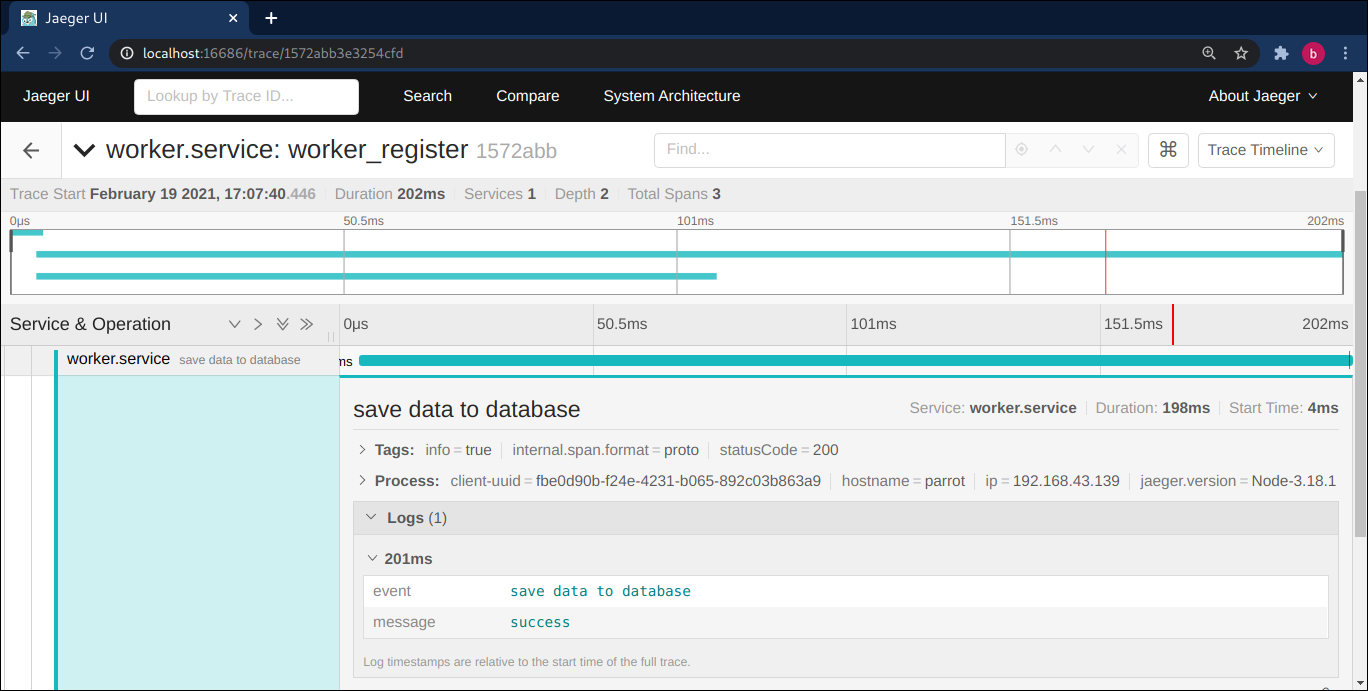 Jaeger UI
localhost:16686/trace/1572abb3e3254cfd
b
Jaeger UI Lookup by Trace ID... Search Compare System Architecture About Jaeger
worker.service: worker_register 1572abb Find... ⌘ Trace Timeline
Trace Start February 19 2021, 17:07:40.446 Duration 202ms Services 1 Depth 2 Total Spans 3
0μs 50.5ms 101ms 151.5ms 202ms
Service & Operation 0μs 50.5ms 101ms 151.5ms 202ms
worker.service save data to database ms
save data to database Service: worker.service Duration: 198ms Start Time: 4ms
Tags: info = true internal.span.format = proto statusCode = 200
Process: client-uuid = fbe0d90b-f24e-4231-b065-892c03b863a9 hostname = parrot ip = 192.168.43.139 jaeger.version = Node-3.18.1
Logs (1)
201ms
event save data to database
message success
Log timestamps are relative to the start time of the full trace.